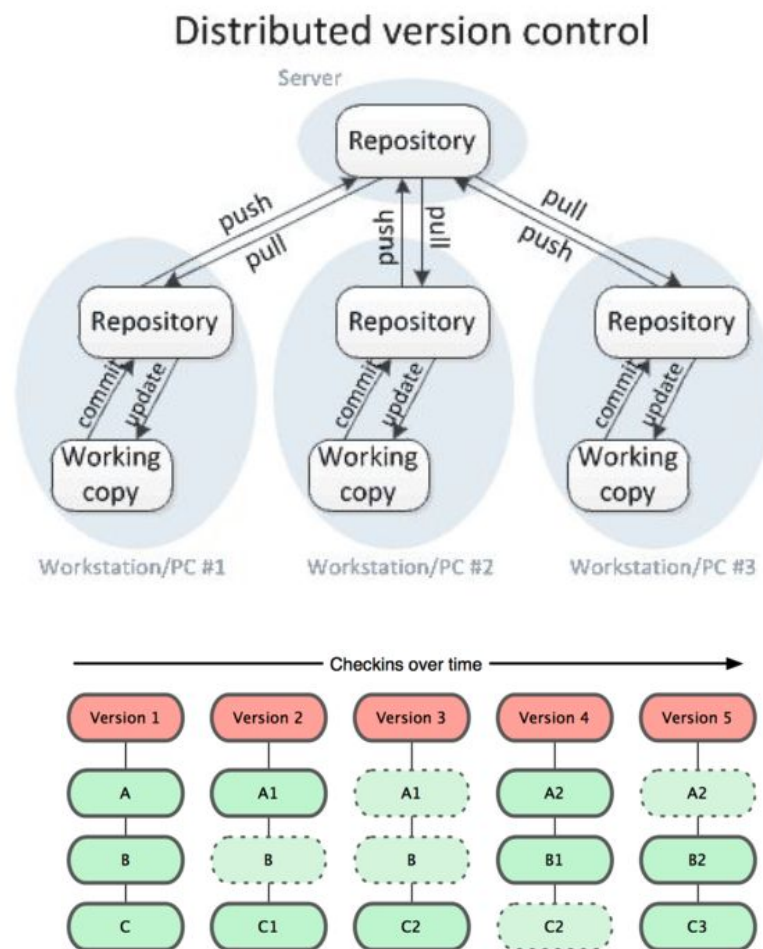 Distributed version control
Server
Repository
push
pull
push
pull
pull
push
Repository
Repository
Repository
commit
update
commit
update
commit
update
Working
copy
Working
copy
Working
copy
Workstation/PC #1
Workstation/PC #2
Workstation/PC #3
Checkins over time
Version 1
Version 2
Version 3
Version 4
Version 5
A
A1
A1
A2
A2
B
B
B
B1
B2
C
C1
C2
C2
C3